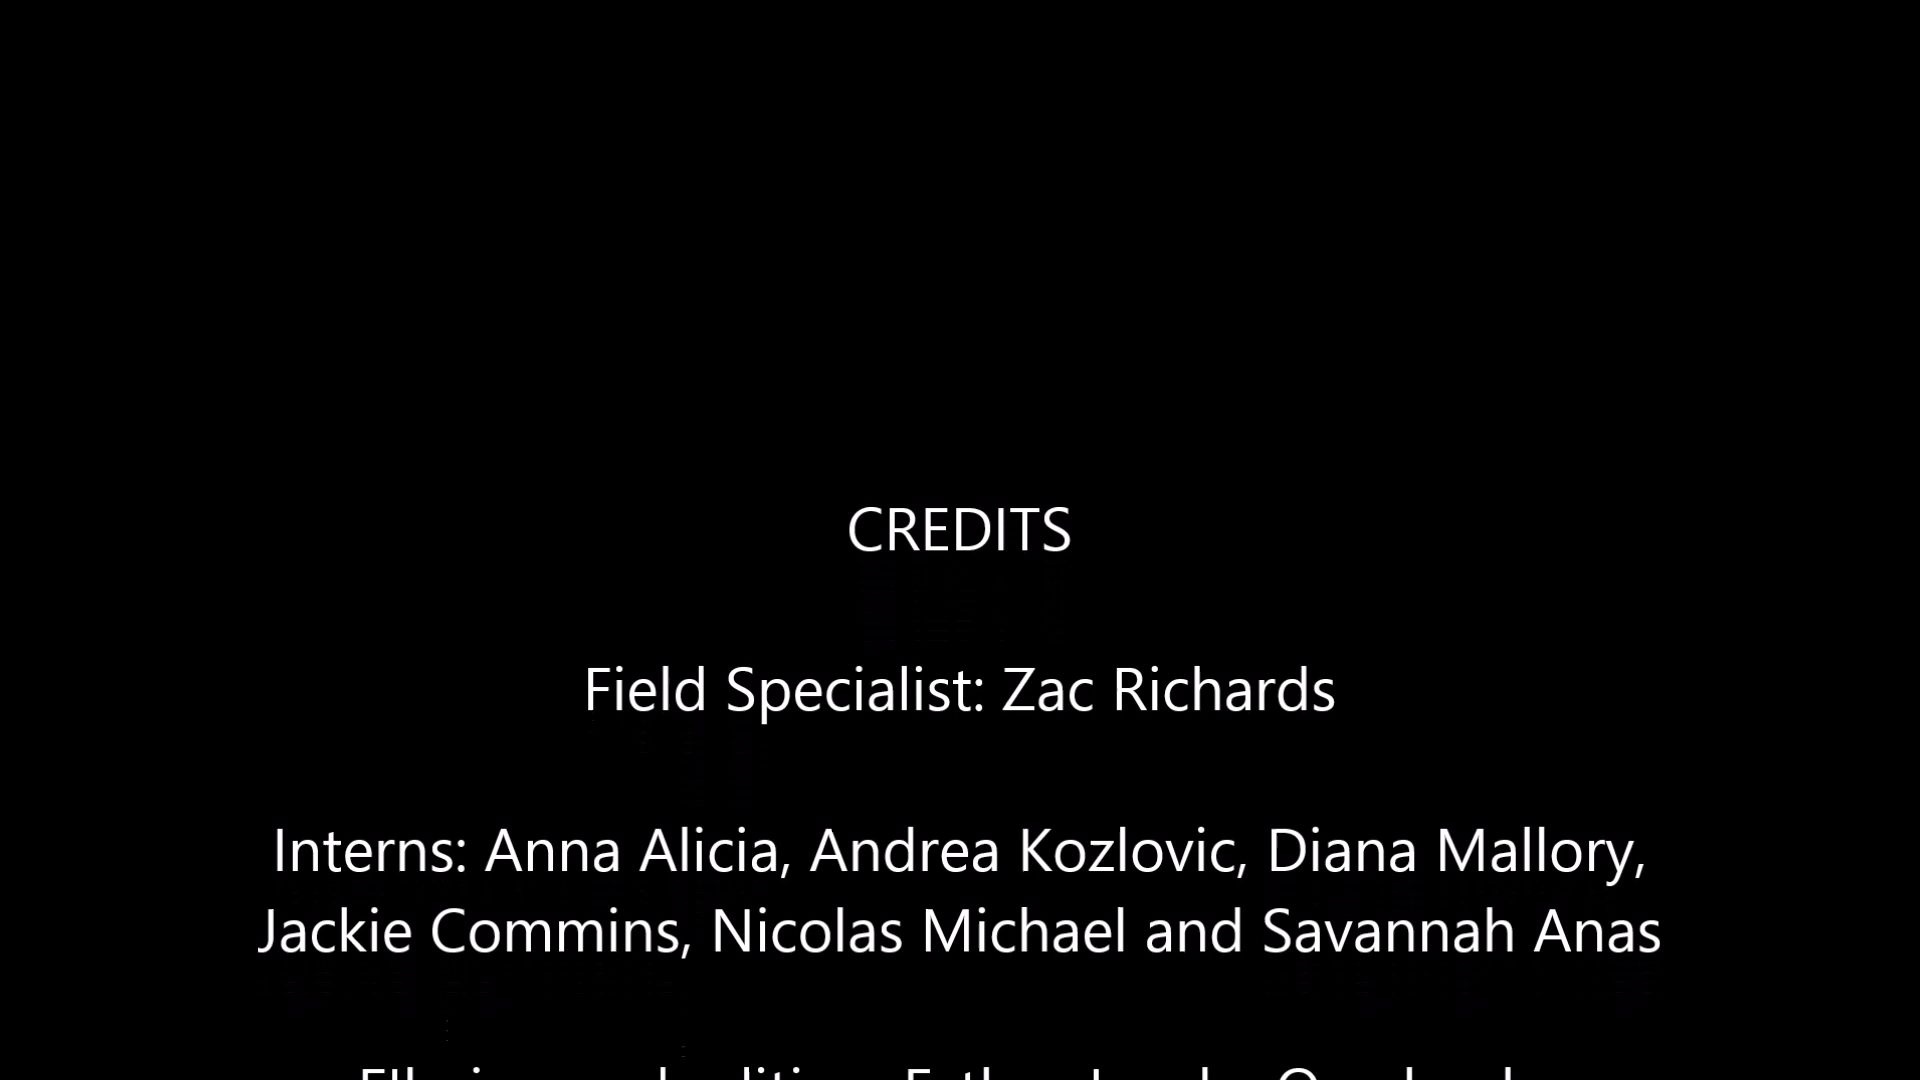 CREDITS
Field Specialist: Zac Richards
Interns: Anna Alicia, Andrea Kozlovic, Diana Mallory,
Jackie Commins, Nicolas Michael and Savannah Anas